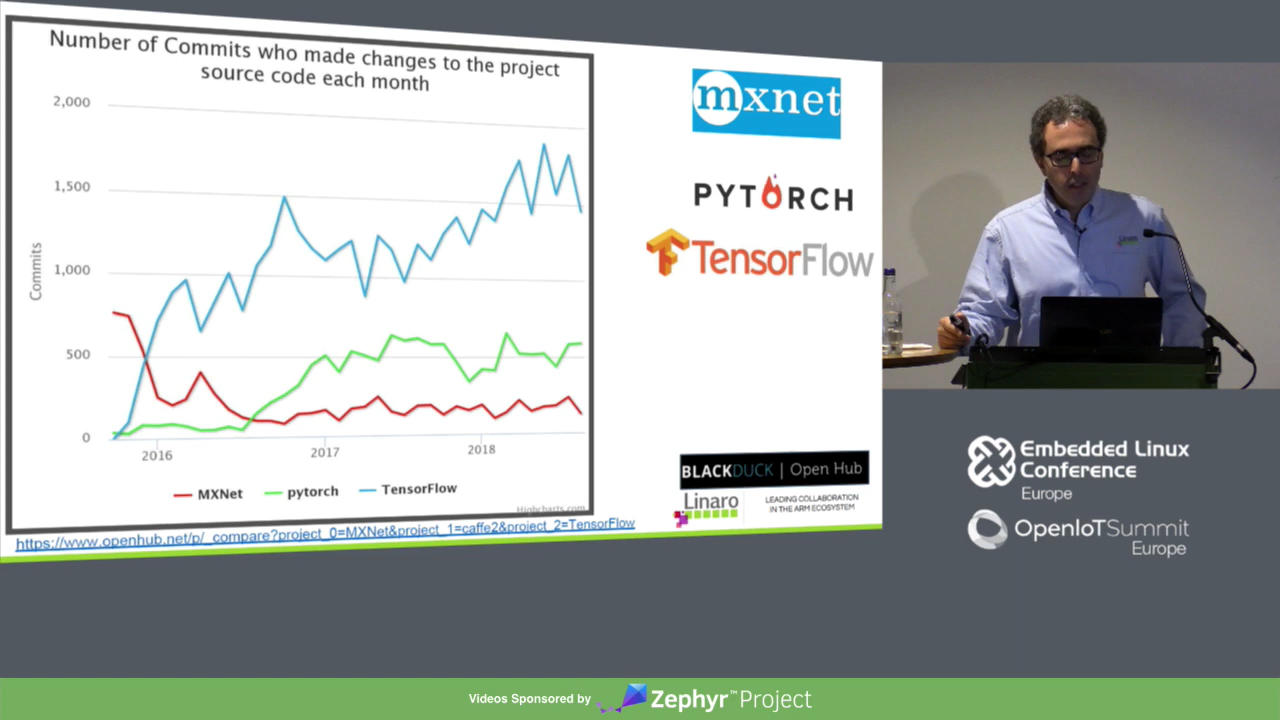 Number of Commits who made changes to the project
source code each month
2,000
1,500
1,000
500
0
Commits
2016
2017
2018
MXNet
pytorch
TensorFlow
Highcharts.com
https://www.openhub.net/p/_compare?project_0=MXNet&project_1=caffe2&project_2=TensorFlow
mxnet
PYTORCH
TensorFlow
BLACKDUCK | Open Hub
Linaro
LEADING COLLABORATION
IN THE ARM ECOSYSTEM
Linaro
Embedded Linux
Conference
Europe
OpenIoTSummit
Europe
Videos Sponsored by
Zephyr™Project